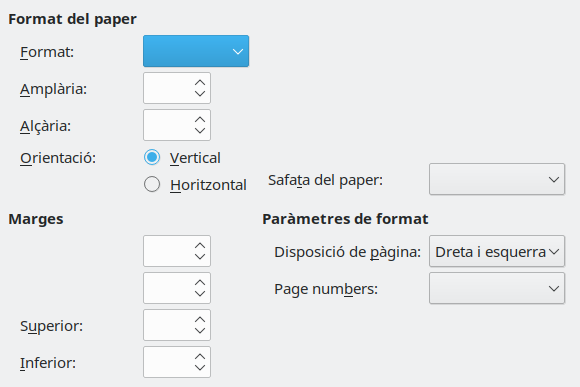 Format del paper
Format:
Amplària:
Alçària:
Orientació:
Vertical
Horitzontal
Safata del paper:
Marges
Paràmetres de format
Disposició de pàgina:
Dreta i esquerra
Page numbers:
Superior:
Inferior: